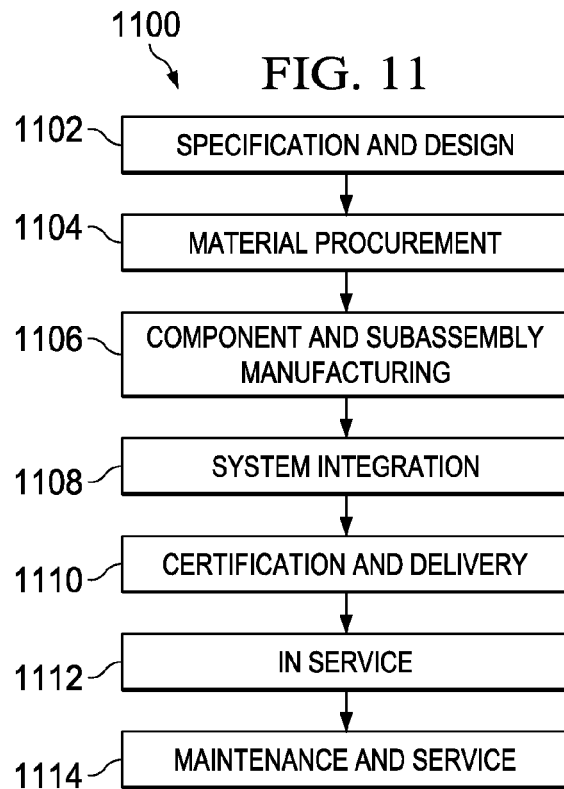 1100
FIG. 11
1102
SPECIFICATION AND DESIGN
1104
MATERIAL PROCUREMENT
1106
COMPONENT AND SUBASSEMBLY
MANUFACTURING
1108
SYSTEM INTEGRATION
1110
CERTIFICATION AND DELIVERY
1112
IN SERVICE
1114
MAINTENANCE AND SERVICE